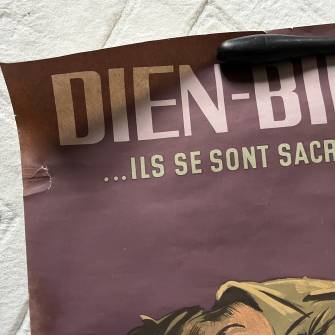 DIEN-BI
...ILS SE SONT SACR